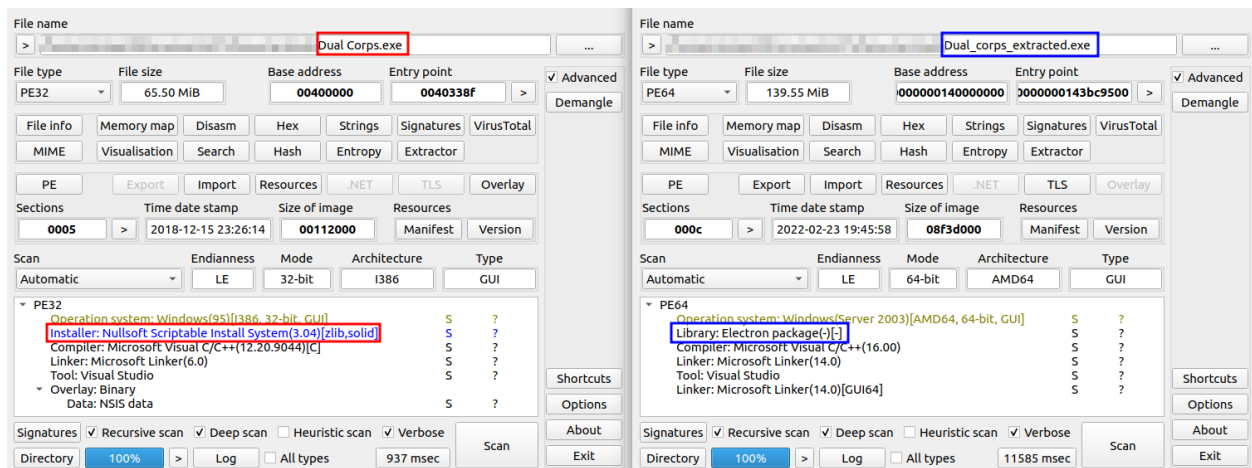 File name
> Dual Corps.exe ...
File type File size Base address Entry point
PE32 65.50 MiB 00400000 0040338f > Advanced
Demangle
File info Memory map Disasm Hex Strings Signatures VirusTotal
MIME Visualisation Search Hash Entropy Extractor
PE Export Import Resources .NET TLS Overlay
Sections Time date stamp Size of image Resources
0005 > 2018-12-15 23:26:14 00112000 Manifest Version
Scan Endianness Mode Architecture Type
Automatic LE 32-bit I386 GUI
PE32
Operation system: Windows(95)[I386, 32-bit, GUI] S ?
Installer: Nullsoft Scriptable Install System(3.04)[zlib,solid] S ?
Compiler: Microsoft Visual C/C++(12.20.9044)[C] S ?
Linker: Microsoft Linker(6.0) S ?
Tool: Visual Studio S ?
Overlay: Binary
Data: NSIS data S ?
Shortcuts
Options
Signatures Recursive scan Deep scan Heuristic scan Verbose About
Directory 100% > Log All types 937 msec Scan Exit
File name
> Dual_corps_extracted.exe ...
File type File size Base address Entry point
PE64 139.55 MiB 000000140000000 0000000143bc9500 > Advanced
Demangle
File info Memory map Disasm Hex Strings Signatures VirusTotal
MIME Visualisation Search Hash Entropy Extractor
PE Export Import Resources .NET TLS Overlay
Sections Time date stamp Size of image Resources
000c > 2022-02-23 19:45:58 08f3d000 Manifest Version
Scan Endianness Mode Architecture Type
Automatic LE 64-bit AMD64 GUI
PE64
Operation system: Windows(Server 2003)[AMD64, 64-bit, GUI] S ?
Library: Electron package(-)[-] S ?
Compiler: Microsoft Visual C/C++(16.00) S ?
Linker: Microsoft Linker(14.0) S ?
Tool: Visual Studio S ?
Linker: Microsoft Linker(14.0)[GUI64] S ?
Shortcuts
Options
Signatures Recursive scan Deep scan Heuristic scan Verbose About
Directory 100% > Log All types 11585 msec Scan Exit